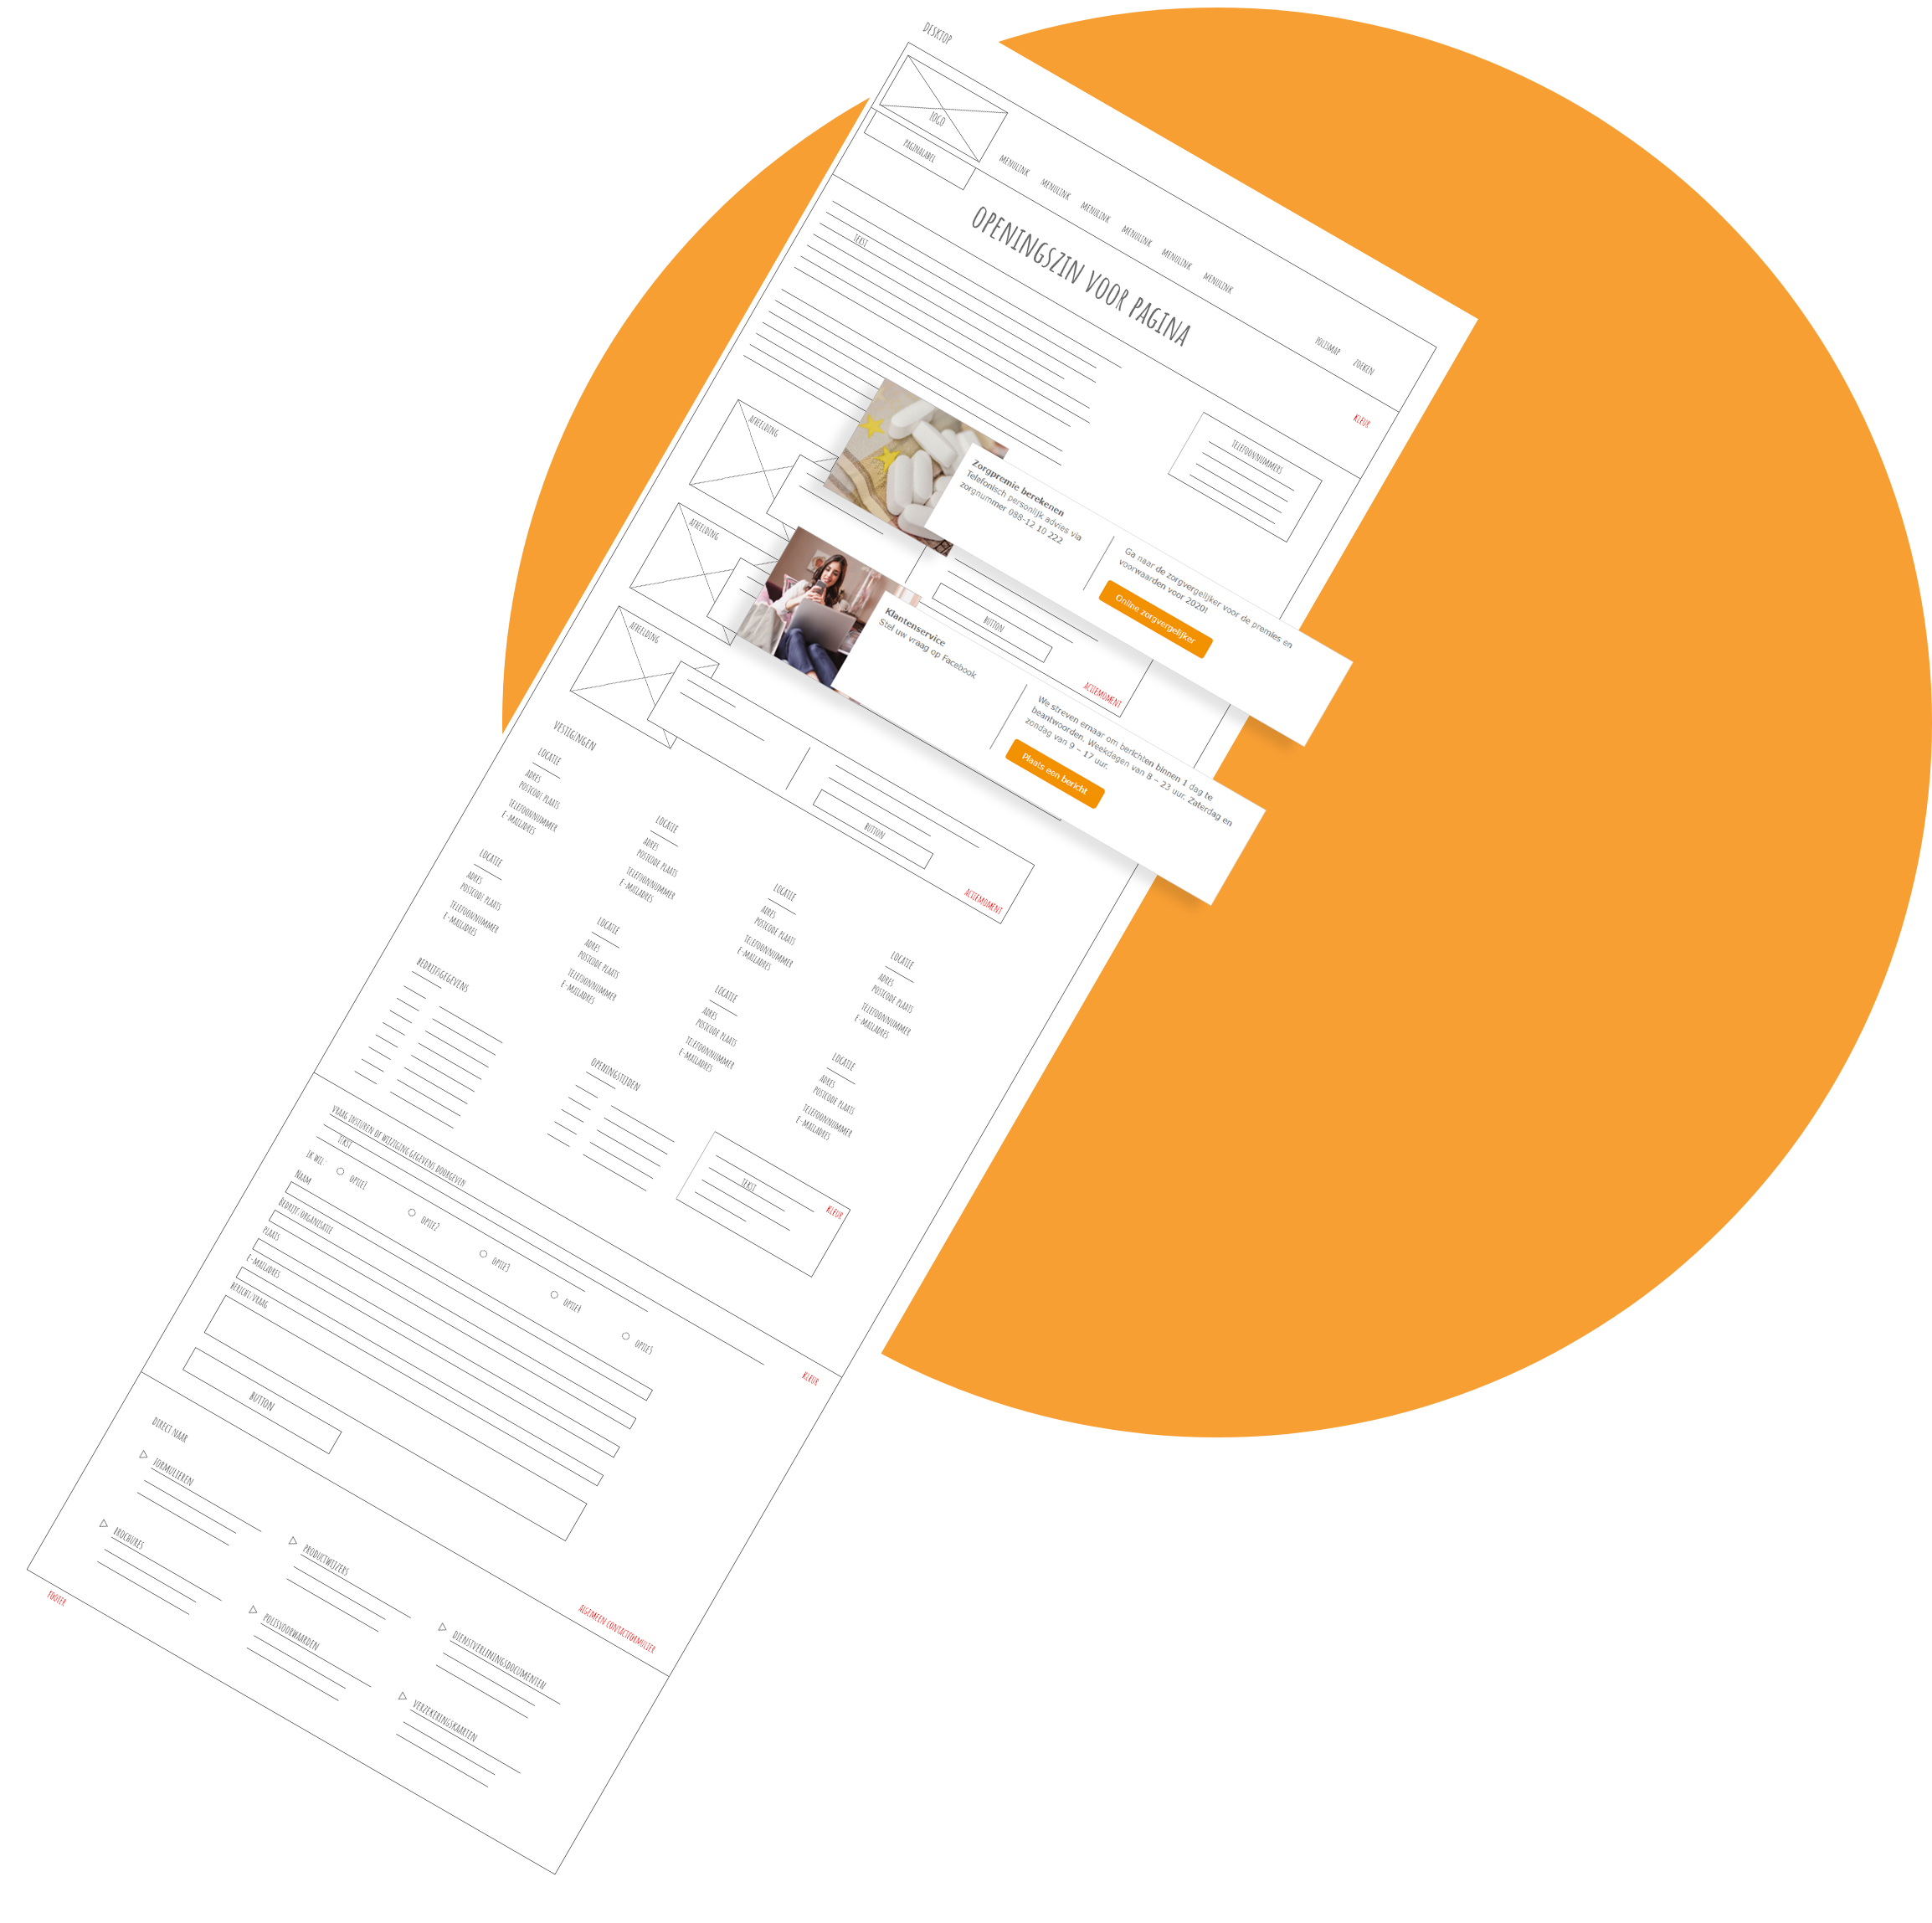 DESKTOP
LOGO
PAGINALABEL
MENULINK MENULINK MENULINK MENULINK MENULINK MENULINK
POLISMAP ZOEKEN
OPENINGSZIN VOOR PAGINA
KLEUR
TEKST
TELEFOONNUMMERS
AFBEELDING
Zorgpremie berekenen
Telefonisch persoonlijk advies via
zorgnummer 088-12 10 222
Ga naar de zorgvergelijker voor de premies en
voorwaarden voor 2020!
Online zorgvergelijker
BUTTON
ACTIEMOMENT
AFBEELDING
Klantenservice
Stel uw vraag op Facebook
We streven ernaar om berichten binnen 1 dag te
beantwoorden. Weekdagen van 8 – 23 uur. Zaterdag en
zondag van 9 – 17 uur.
Plaats een bericht
AFBEELDING
BUTTON
ACTIEMOMENT
VESTIGINGEN
LOCATIE
ADRES
POSTCODE PLAATS
TELEFOONNUMMER
E-MAILADRES
LOCATIE
ADRES
POSTCODE PLAATS
TELEFOONNUMMER
E-MAILADRES
LOCATIE
ADRES
POSTCODE PLAATS
TELEFOONNUMMER
E-MAILADRES
LOCATIE
ADRES
POSTCODE PLAATS
TELEFOONNUMMER
E-MAILADRES
LOCATIE
ADRES
POSTCODE PLAATS
TELEFOONNUMMER
E-MAILADRES
LOCATIE
ADRES
POSTCODE PLAATS
TELEFOONNUMMER
E-MAILADRES
LOCATIE
ADRES
POSTCODE PLAATS
TELEFOONNUMMER
E-MAILADRES
LOCATIE
ADRES
POSTCODE PLAATS
TELEFOONNUMMER
E-MAILADRES
BEDRIJFSGEGEVENS
OPENINGSTIJDEN
TEKST
KLEUR
VRAAG INSTUREN OF WIJZIGING GEGEVENS DOORGEVEN
TEKST
KLEUR
IK WIL: OPTIE1 OPTIE2 OPTIE3 OPTIE4 OPTIE5
NAAM
BEDRIJF/ORGANISATIE
PLAATS
E-MAILADRES
BERICHT/VRAAG
BUTTON
ALGEMEEN CONTACTFORMULIER
DIRECT NAAR
FORMULIEREN
PRODUCTWIJZERS
DIENSTVERLENINGSDOCUMENTEN
BROCHURES
POLISVOORWAARDEN
VERZEKERINGSKAARTEN
FOOTER